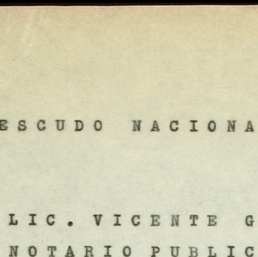 ESCUDO NACIONA
LIC. VICENTE G
NOTARIO PUBLIC